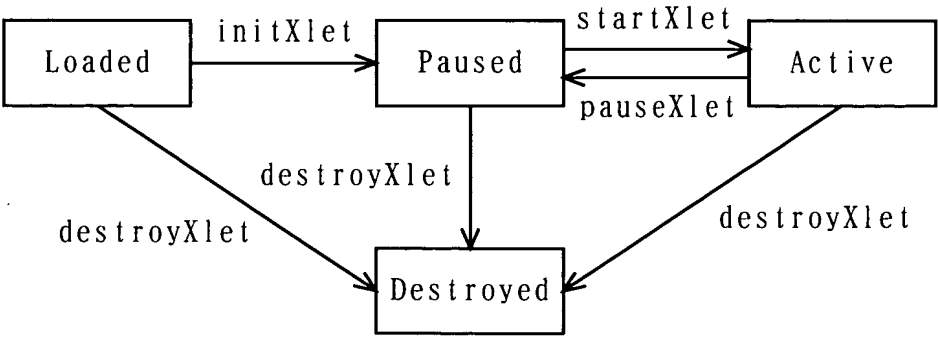 initXlet
startXlet
Loaded
Paused
Active
pauseXlet
destroyXlet
destroyXlet
destroyXlet
Destroyed